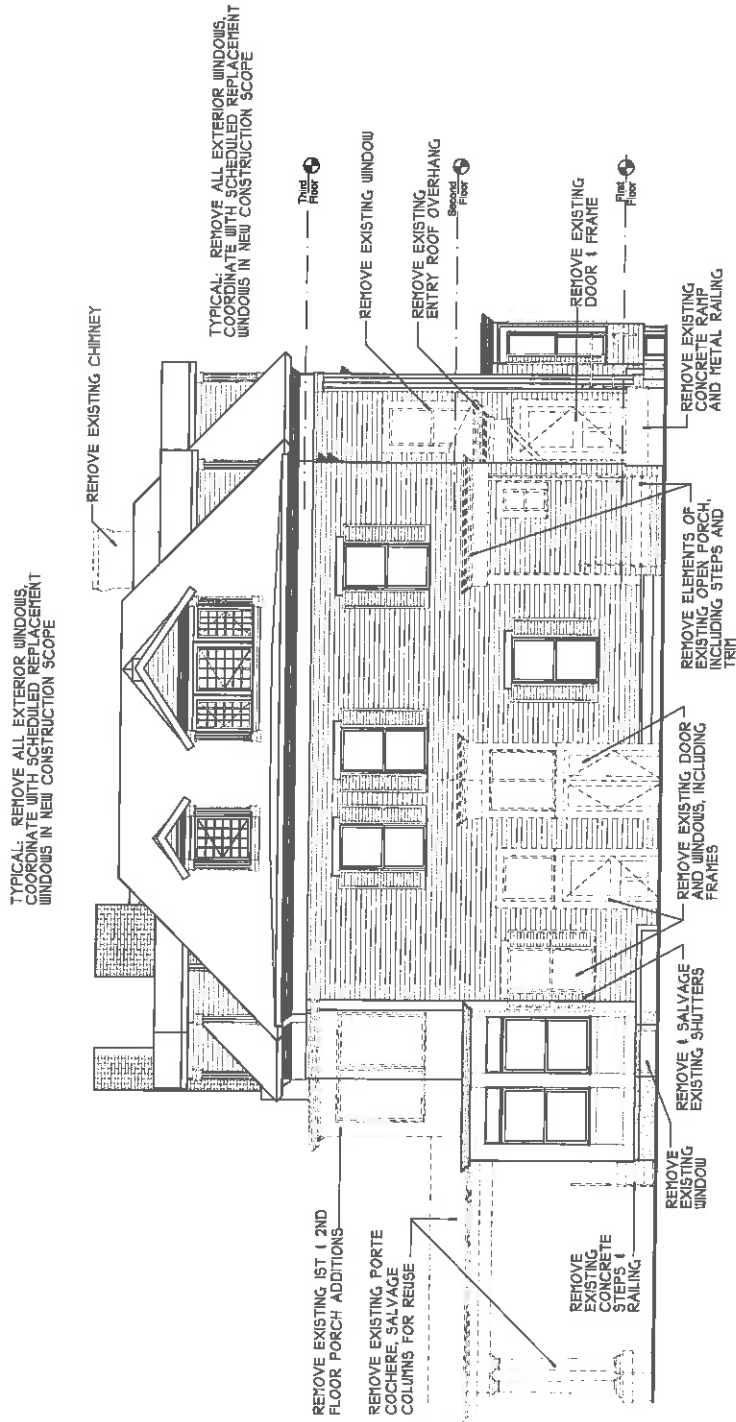 TYPICAL: REMOVE ALL EXTERIOR WINDOWS,
COORDINATE WITH SCHEDULED REPLACEMENT
WINDOWS IN NEW CONSTRUCTION SCOPE
REMOVE EXISTING CHIMNEY
TYPICAL: REMOVE ALL EXTERIOR WINDOWS,
COORDINATE WITH SCHEDULED REPLACEMENT
WINDOWS IN NEW CONSTRUCTION SCOPE
Third
Floor
REMOVE EXISTING WINDOW
REMOVE EXISTING
ENTRY ROOF OVERHANG
Second
Floor
REMOVE EXISTING
DOOR & FRAME
First
Floor
REMOVE EXISTING 1ST & 2ND
FLOOR PORCH ADDITIONS
REMOVE EXISTING PORTE
COCHERE, SALVAGE
COLUMNS FOR REUSE
REMOVE
EXISTING
CONCRETE
STEPS &
RAILING
REMOVE
EXISTING
WINDOW
REMOVE & SALVAGE
EXISTING SHUTTERS
REMOVE EXISTING DOOR
AND WINDOWS, INCLUDING
FRAMES
REMOVE ELEMENTS OF
EXISTING OPEN PORCH,
INCLUDING STEPS AND
TRIM
REMOVE EXISTING
CONCRETE RAMP
AND METAL RAILING